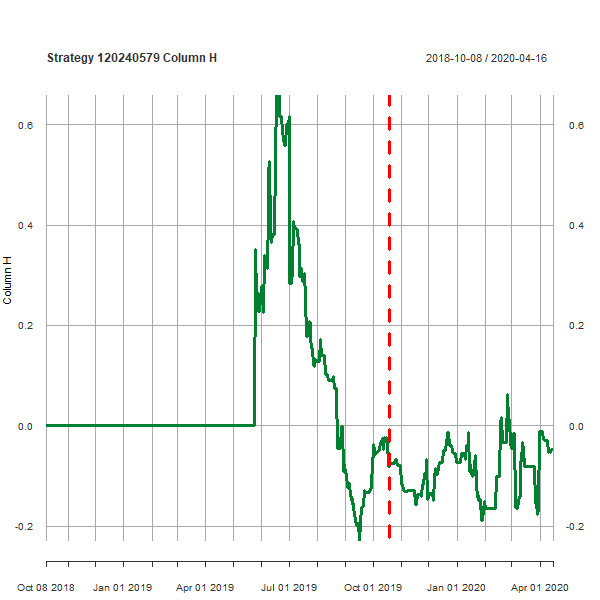 Strategy 120240579 Column H
2018-10-08 / 2020-04-16
0.6
0.6
0.4
0.4
Column H
0.2
0.2
0.0
0.0
-0.2
-0.2
Oct 08 2018
Jan 01 2019
Apr 01 2019
Jul 01 2019
Oct 01 2019
Jan 01 2020
Apr 01 2020